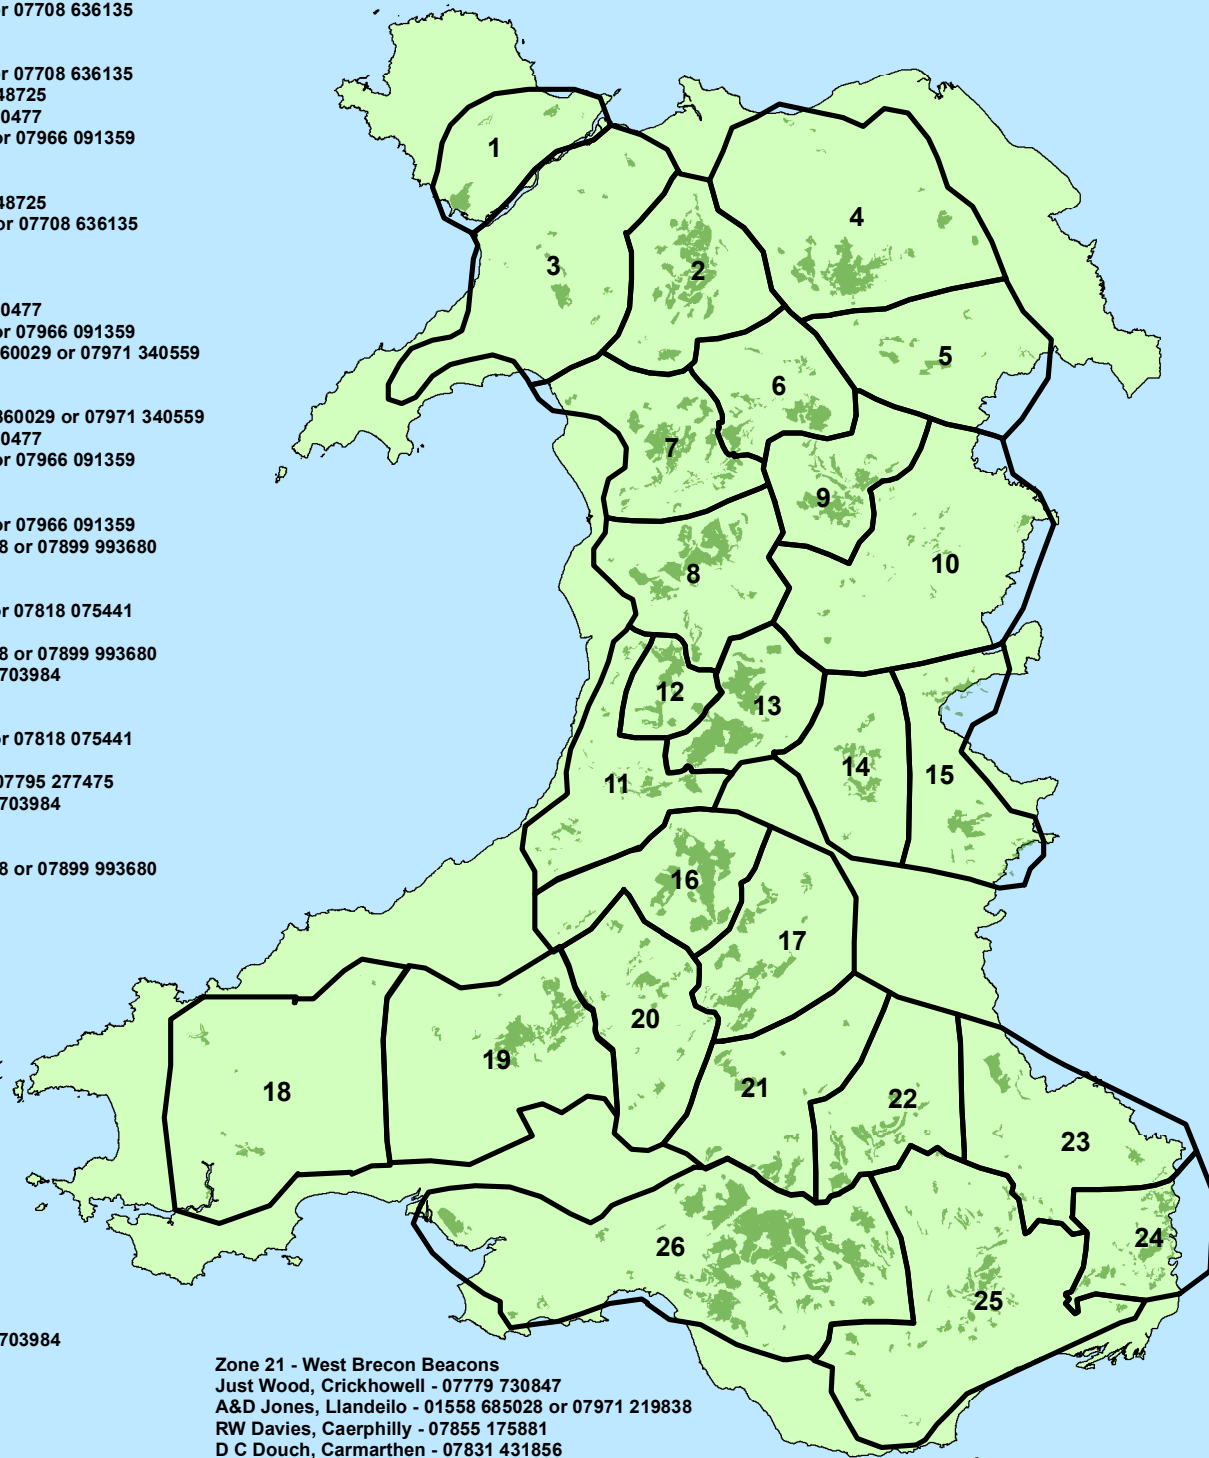 or 07708 636135
or 07708 636135
48725
0477
or 07966 091359
48725
or 07708 636135
0477
or 07966 091359
60029 or 07971 340559
860029 or 07971 340559
0477
or 07966 091359
or 07966 091359
8 or 07899 993680
or 07818 075441
8 or 07899 993680
703984
or 07818 075441
07795 277475
703984
8 or 07899 993680
703984
1
2
3
4
5
6
7
8
9
10
11
12
13
14
15
16
17
18
19
20
21
22
23
24
25
26
Zone 21 - West Brecon Beacons
Just Wood, Crickhowell - 07779 730847
A&D Jones, Llandeilo - 01558 685028 or 07971 219838
RW Davies, Caerphilly - 07855 175881
D C Douch, Carmarthen - 07831 431856